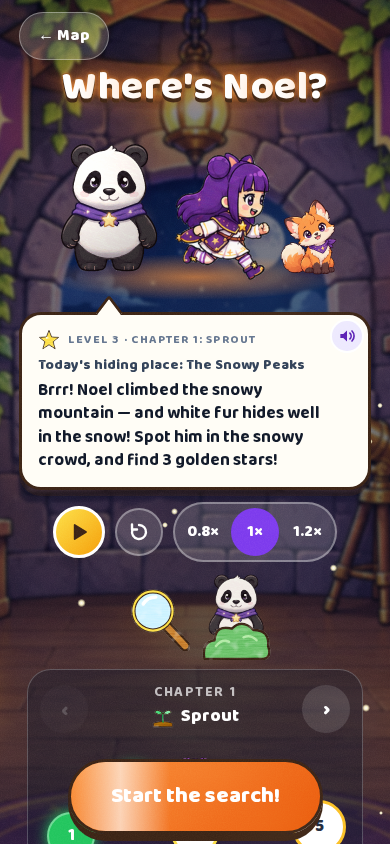 ← Map
Where's Noel?
LEVEL 3 · CHAPTER 1: SPROUT
Today's hiding place: The Snowy Peaks
Brrr! Noel climbed the snowy
mountain — and white fur hides well
in the snow! Spot him in the snowy
crowd, and find 3 golden stars!
0.8×
1×
1.2×
CHAPTER 1
‹
Sprout
›
Start the search!
1
5